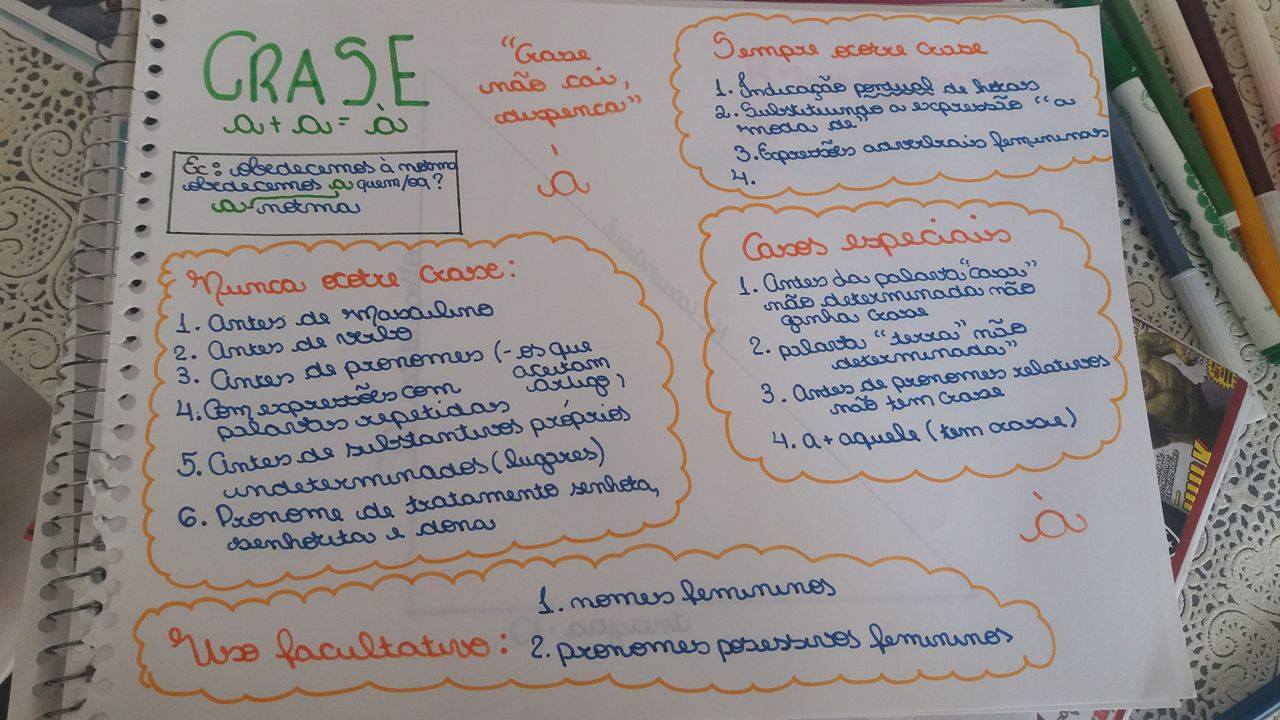 CRASE
a + a = à
"Crase
não cai,
despenca"
à
Ex: obedecemos à norma
obedecemos a quem/oq?
a norma
Sempre ocorre crase
1. Indicação pontual de horas
2. Substituindo a expressão "a
moda de"
3. Expressões adverbiais femininas
4.
Nunca ocorre crase:
1. Antes de masculino
2. Antes de verbo
3. Antes de pronomes (- os que
aceitam
artigo)
4. Com expressões com
palavras repetidas
5. Antes de substantivos próprios
indeterminados (lugares)
6. Pronome de tratamento senhora,
senhorita e dona
Casos especiais
1. Antes da palavra "casa"
não determinada não
ganha crase
2. palavra "terra" não
determinada"
3. Antes de pronomes relativos
não tem crase
4. a + aquele (tem crase)
à
Uso facultativo:
1. nomes femininos
2. pronomes possessivos femininos
HULK